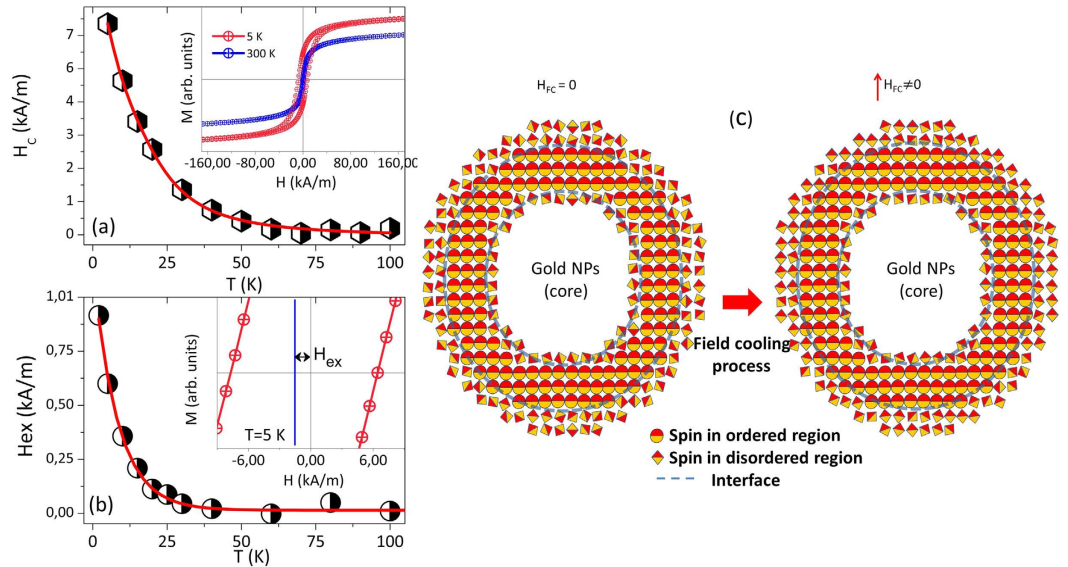 7
6
5
4
3
2
1
0
H_C (kA/m)
(a)
5 K
300 K
M (arb. units)
-160,000
-80,000
0,00
80,000
160,00
H (kA/m)
0
25
50
75
100
T (K)
1,01
0,75
0,50
0,25
0,00
Hex (kA/m)
(b)
M (arb. units)
H_ex
T=5 K
-6,00
0,00
6,00
H (kA/m)
0
25
50
75
100
T (K)
(c)
H_FC = 0
H_FC ≠0
Gold NPs
(core)
Gold NPs
(core)
Field cooling
process
Spin in ordered region
Spin in disordered region
Interface